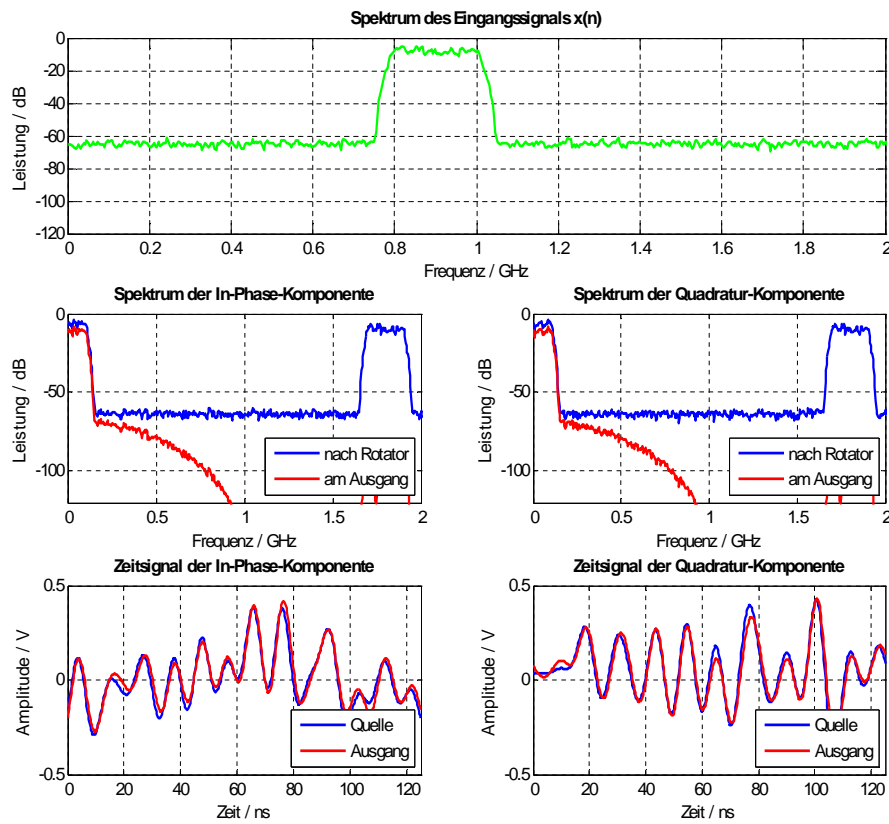 Spektrum des Eingangssignals x(n)
Leistung / dB
0
-20
-40
-60
-80
-100
-120
0 0.2 0.4 0.6 0.8 1 1.2 1.4 1.6 1.8 2
Frequenz / GHz
Spektrum der In-Phase-Komponente
Leistung / dB
0
-50
-100
nach Rotator
am Ausgang
0 0.5 1 1.5 2
Frequenz / GHz
Spektrum der Quadratur-Komponente
Leistung / dB
0
-50
-100
nach Rotator
am Ausgang
0 0.5 1 1.5 2
Frequenz / GHz
Zeitsignal der In-Phase-Komponente
Amplitude / V
0.5
0
-0.5
Quelle
Ausgang
0 20 40 60 80 100 120
Zeit / ns
Zeitsignal der Quadratur-Komponente
Amplitude / V
0.5
0
-0.5
Quelle
Ausgang
0 20 40 60 80 100 120
Zeit / ns